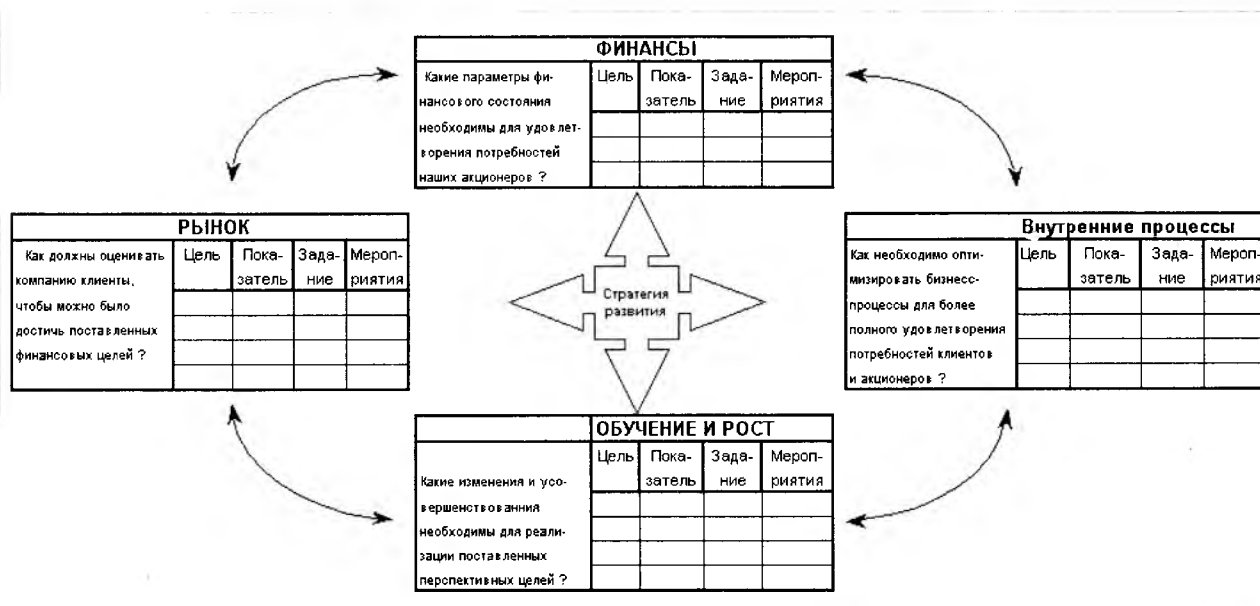 ФИНАНСЫ
Какие параметры фи-
нансового состояния
необходимы для удовлет-
ворения потребностей
наших акционеров ?
Цель
Пока-
затель
Зада-
ние
Мероп-
риятия
РЫНОК
Как должны оценивать
компанию клиенты,
чтобы можно было
достичь поставленных
финансовых целей ?
Цель
Пока-
затель
Зада-
ние
Мероп-
риятия
Стратегия
развития
Внутренние процессы
Как необходимо опти-
мизировать бизнесс-
процессы для более
полного удовлетворения
потребностей клиентов
и акционеров ?
Цель
Пока-
затель
Зада-
ние
Мероп-
риятия
ОБУЧЕНИЕ И РОСТ
Какие изменения и усо-
вершенствованния
необходимы для реали-
зации поставленных
перспективных целей ?
Цель
Пока-
затель
Зада-
ние
Мероп-
риятия